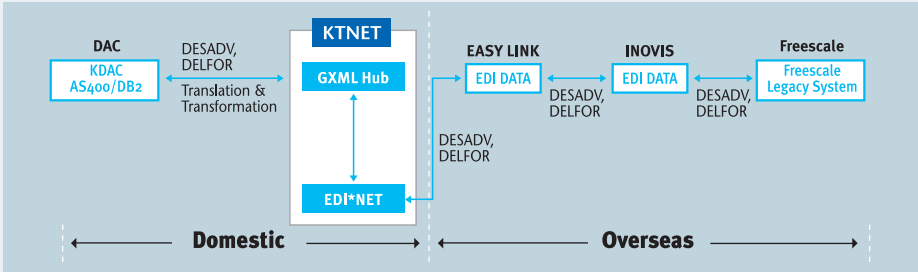 KTNET
DAC
KDAC
AS400/DB2
DESADV,
DELFOR
Translation &
Transformation
GXML Hub
EDI*NET
DESADV,
DELFOR
EASY LINK
EDI DATA
DESADV,
DELFOR
INOVIS
EDI DATA
DESADV,
DELFOR
Freescale
Freescale
Legacy System
Domestic
Overseas